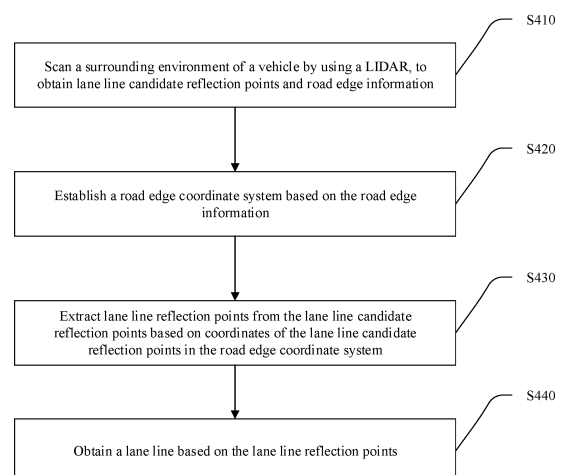 S410
Scan a surrounding environment of a vehicle by using a LIDAR, to
obtain lane line candidate reflection points and road edge information
S420
Establish a road edge coordinate system based on the road edge
information
S430
Extract lane line reflection points from the lane line candidate
reflection points based on coordinates of the lane line candidate
reflection points in the road edge coordinate system
S440
Obtain a lane line based on the lane line reflection points